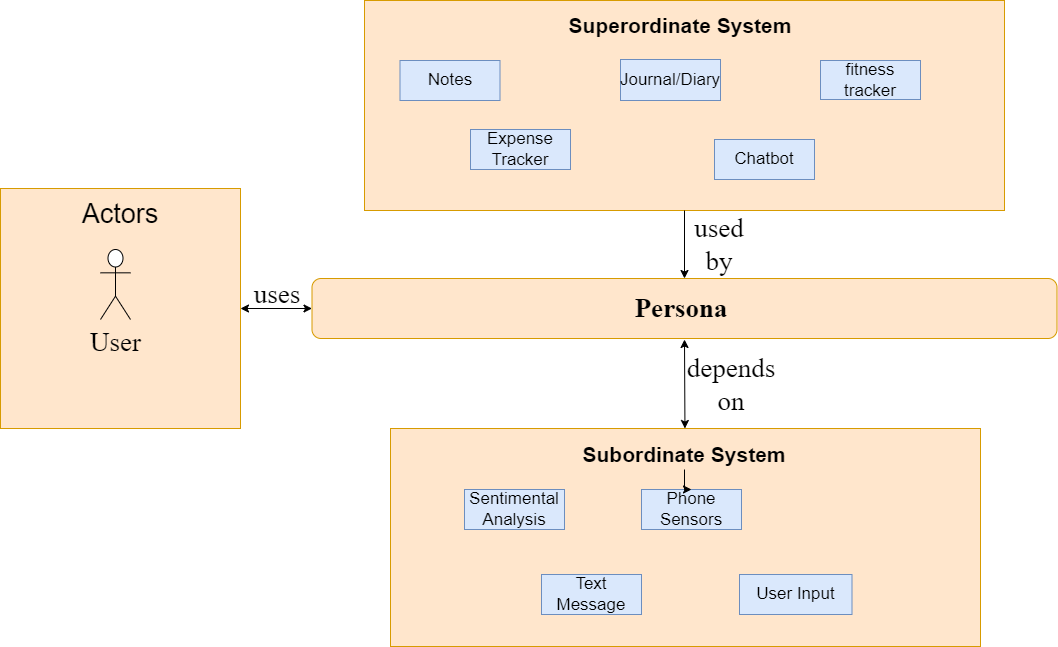 Superordinate System
Notes
Journal/Diary
fitness
tracker
Expense
Tracker
Chatbot
Actors
User
uses
used
by
Persona
depends
on
Subordinate System
Sentimental
Analysis
Phone
Sensors
Text
Message
User Input